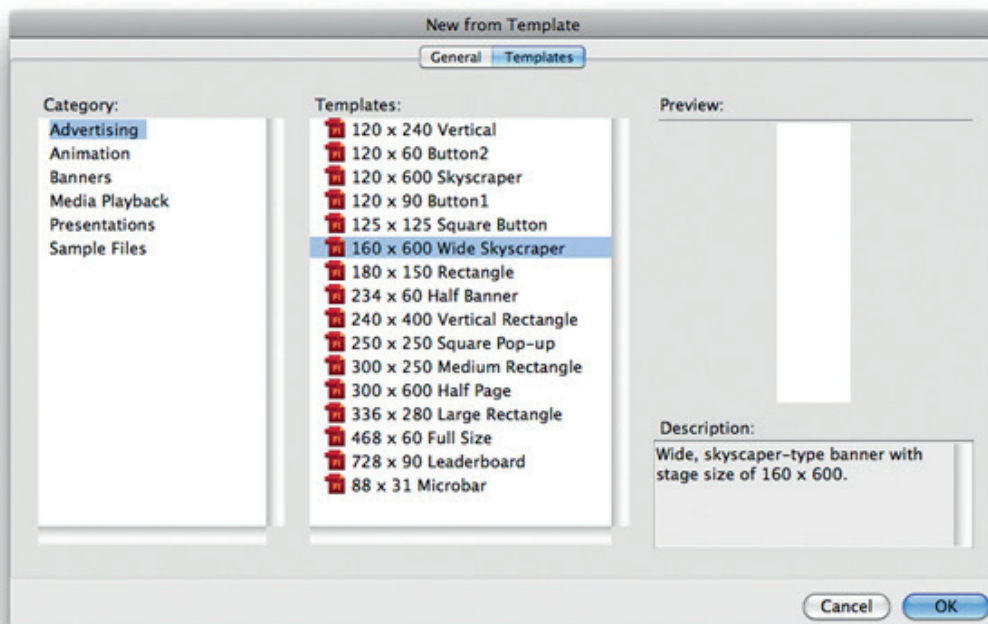 New from Template
General Templates
Category:
Advertising
Animation
Banners
Media Playback
Presentations
Sample Files
Templates:
120 x 240 Vertical
120 x 60 Button2
120 x 600 Skyscraper
120 x 90 Button1
125 x 125 Square Button
160 x 600 Wide Skyscraper
180 x 150 Rectangle
234 x 60 Half Banner
240 x 400 Vertical Rectangle
250 x 250 Square Pop-up
300 x 250 Medium Rectangle
300 x 600 Half Page
336 x 280 Large Rectangle
468 x 60 Full Size
728 x 90 Leaderboard
88 x 31 Microbar
Preview:
Description:
Wide, skyscaper-type banner with
stage size of 160 x 600.
Cancel OK